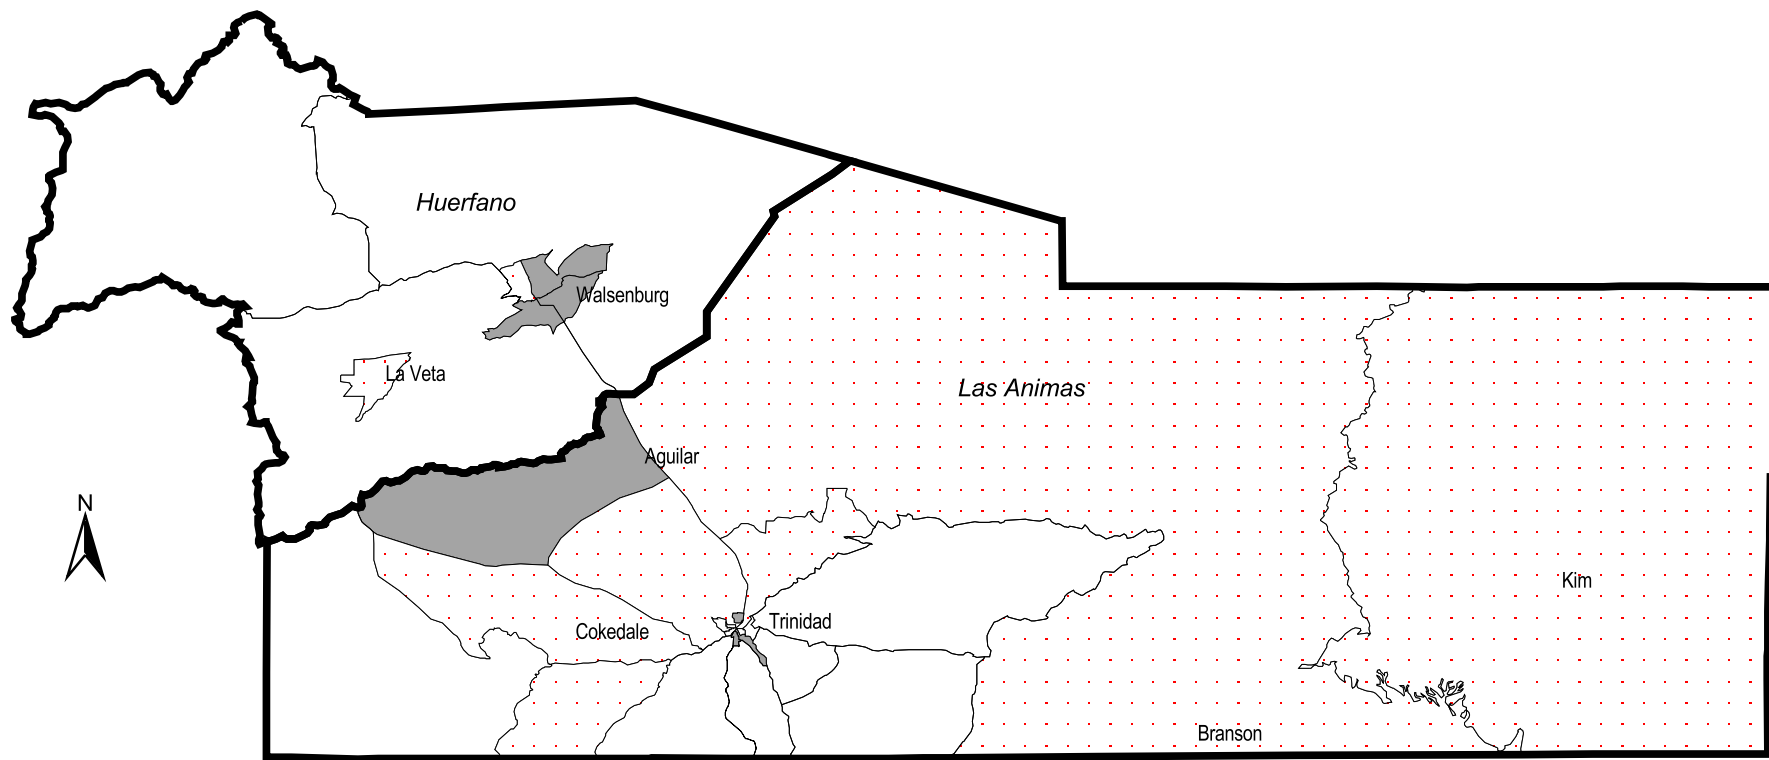 Huerfano
Walsenburg
La Veta
Las Animas
Aguilar
N
Kim
Trinidad
Cokedale
Branson